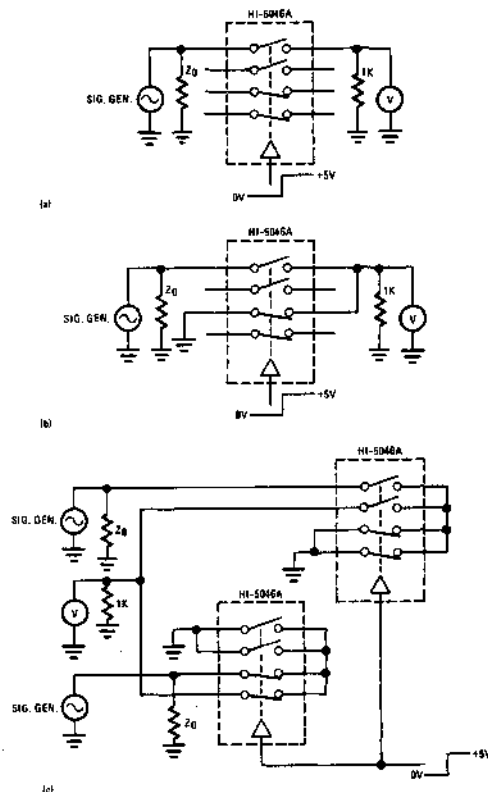 HI-5046A
Z0
1K
SIG. GEN.
V
+5V
0V
(a)
HI-5046A
Z0
1K
SIG. GEN.
V
+5V
0V
(b)
HI-5046A
SIG. GEN.
Z0
V
1K
HI-5046A
SIG. GEN.
Z0
+5V
0V
(c)